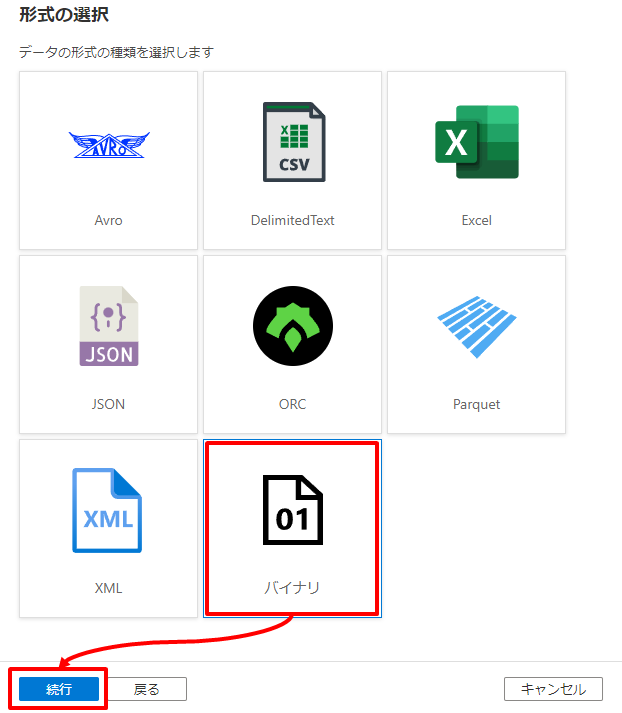 形式の選択
データの形式の種類を選択します
AVRO
X
CSV
X
Avro
DelimitedText
Excel
{•}
JSON
JSON
ORC
Parquet
XML
01
XML
バイナリ
続行
戻る
キャンセル